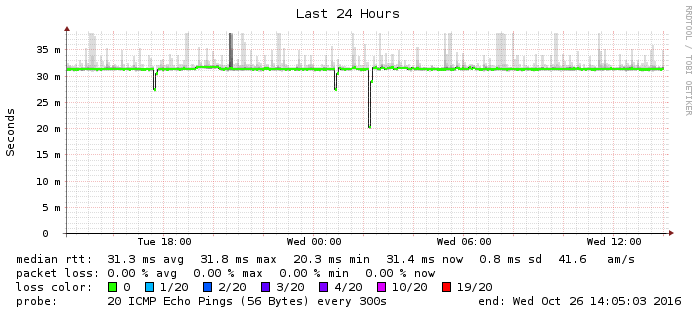 Last 24 Hours
RRDTOOL / TOBI OETIKER
Seconds
35 m
30 m
25 m
20 m
15 m
10 m
5 m
0
Tue 18:00 Wed 00:00 Wed 06:00 Wed 12:00
median rtt: 31.3 ms avg 31.8 ms max 20.3 ms min 31.4 ms now 0.8 ms sd 41.6 am/s
packet loss: 0.00 % avg 0.00 % max 0.00 % min 0.00 % now
loss color: 0 1/20 2/20 3/20 4/20 10/20 19/20
probe: 20 ICMP Echo Pings (56 Bytes) every 300s end: Wed Oct 26 14:05:03 2016